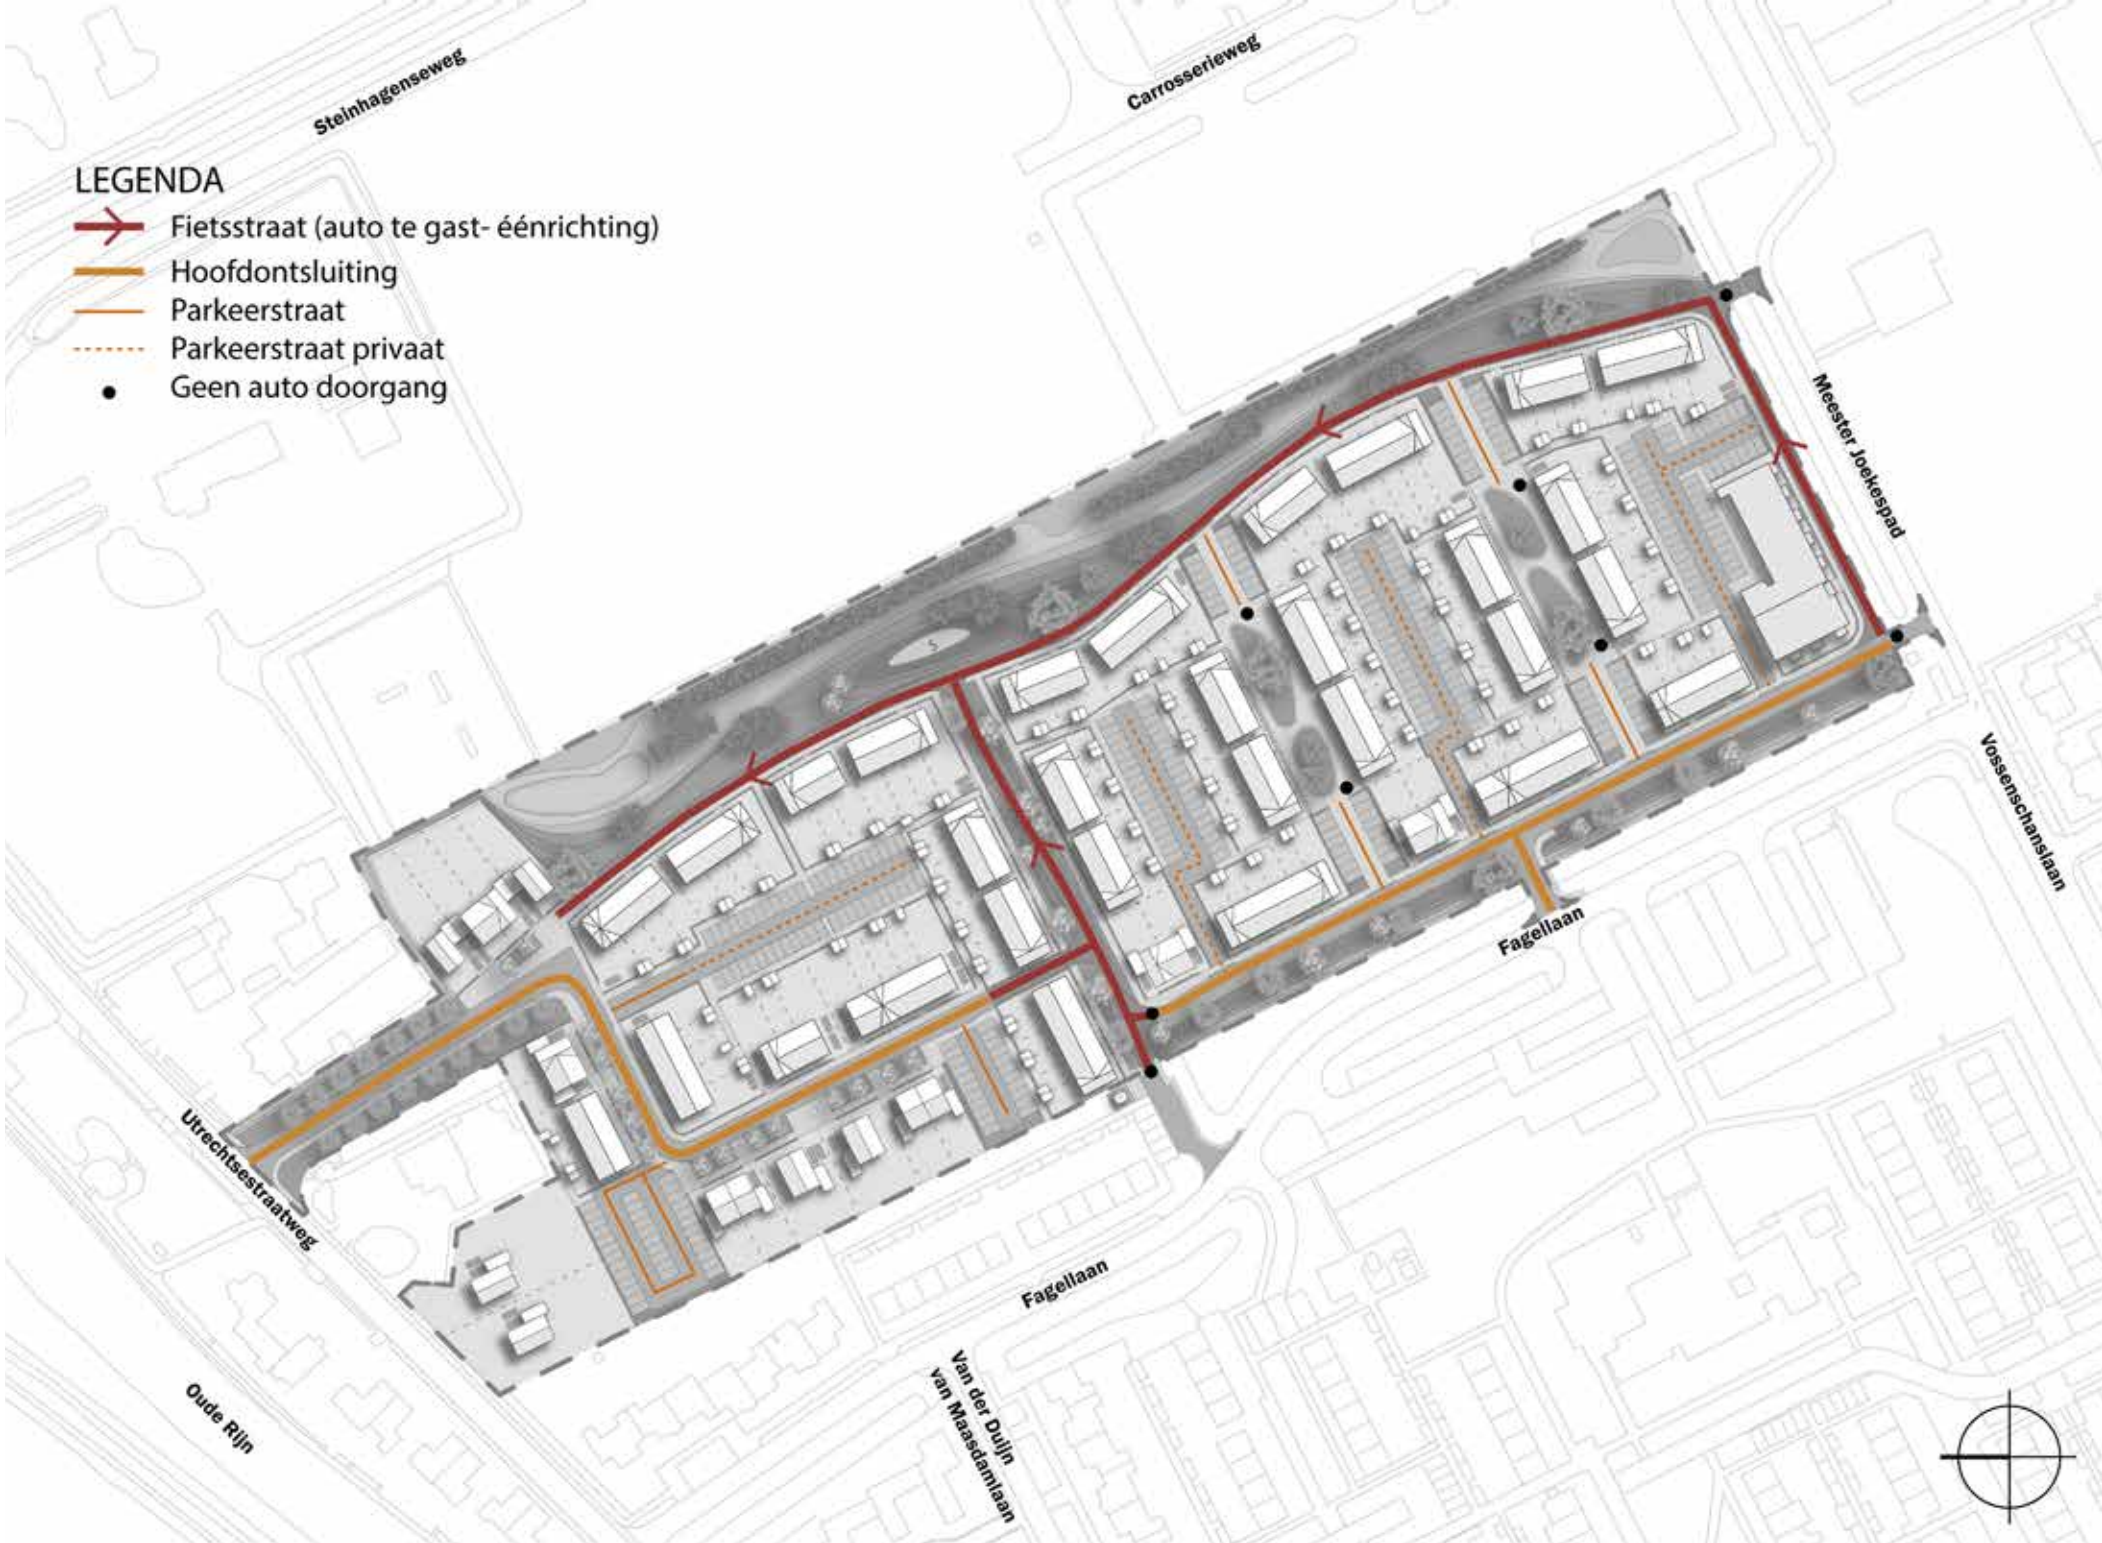 Steinhagenseweg
Carrosserieweg
LEGENDA
Fietsstraat (auto te gast- éénrichting)
Hoofdontsluiting
Parkeerstraat
Parkeerstraat privaat
Geen auto doorgang
Meester Joekespad
Vossenschanslaan
Fagellaan
Utrechtsestraatweg
Fagellaan
Van der Duijn
van Maasdamlaan
Oude Rijn